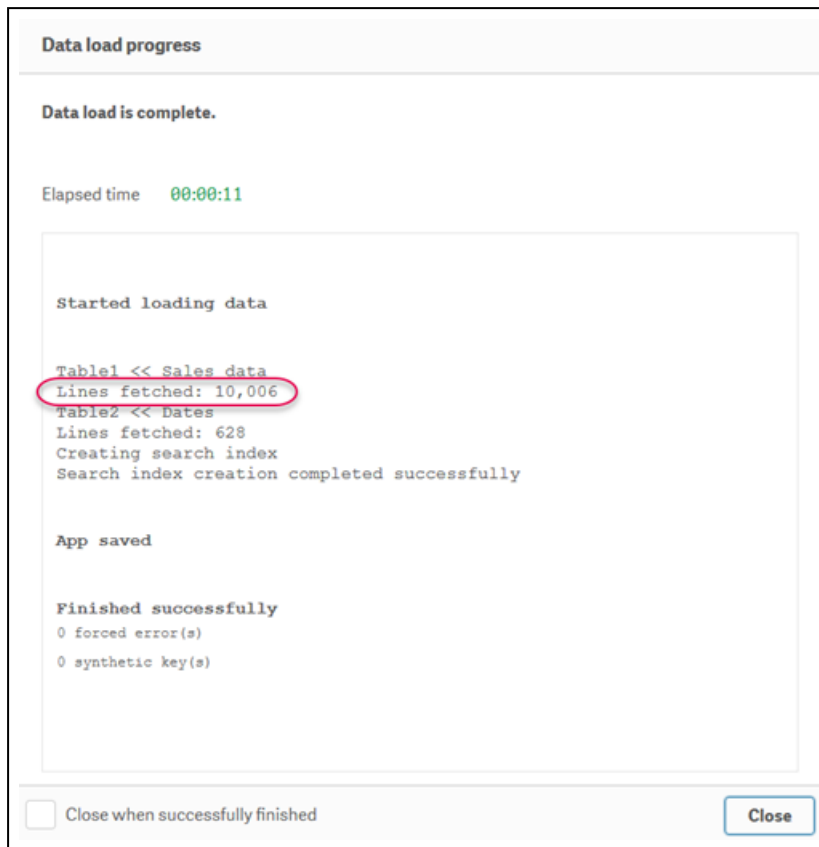 Data load progress
Data load is complete.
Elapsed time 00:00:11
Started loading data
Table1 << Sales data
Lines fetched: 10,006
Table2 << Dates
Lines fetched: 628
Creating search index
Search index creation completed successfully
App saved
Finished successfully
0 forced error(s)
0 synthetic key(s)
Close when successfully finished
Close